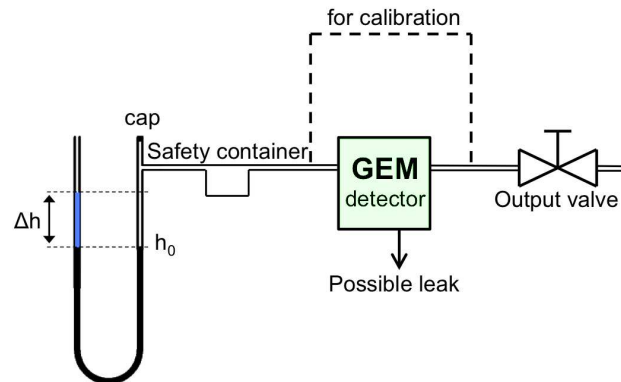 for calibration
cap
Safety container
GEM
detector
Output valve
Δh
h0
Possible leak